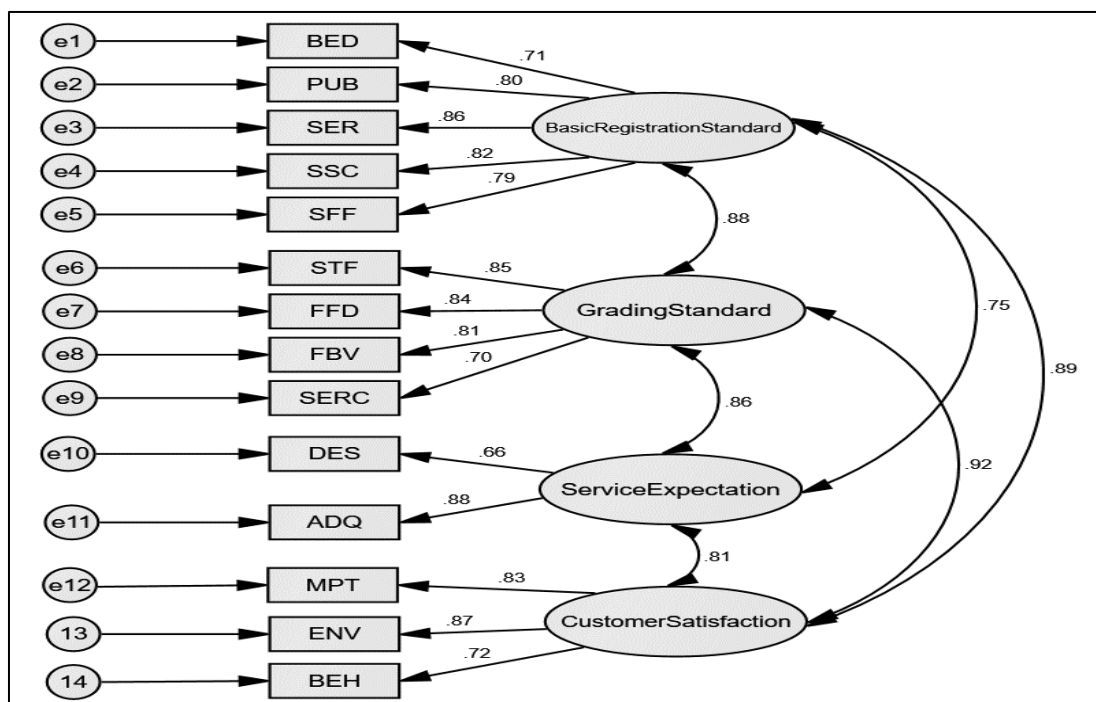 e1 BED .71
e2 PUB .80
e3 SER .86 BasicRegistrationStandard
e4 SSC .82
e5 SFF .79
.88
e6 STF .85
e7 FFD .84 GradingStandard .75
e8 FBV .81
e9 SERC .70 .89
.86
e10 DES .66 .92
ServiceExpectation
e11 ADQ .88
.81
e12 MPT .83
13 ENV .87 CustomerSatisfaction
14 BEH .72